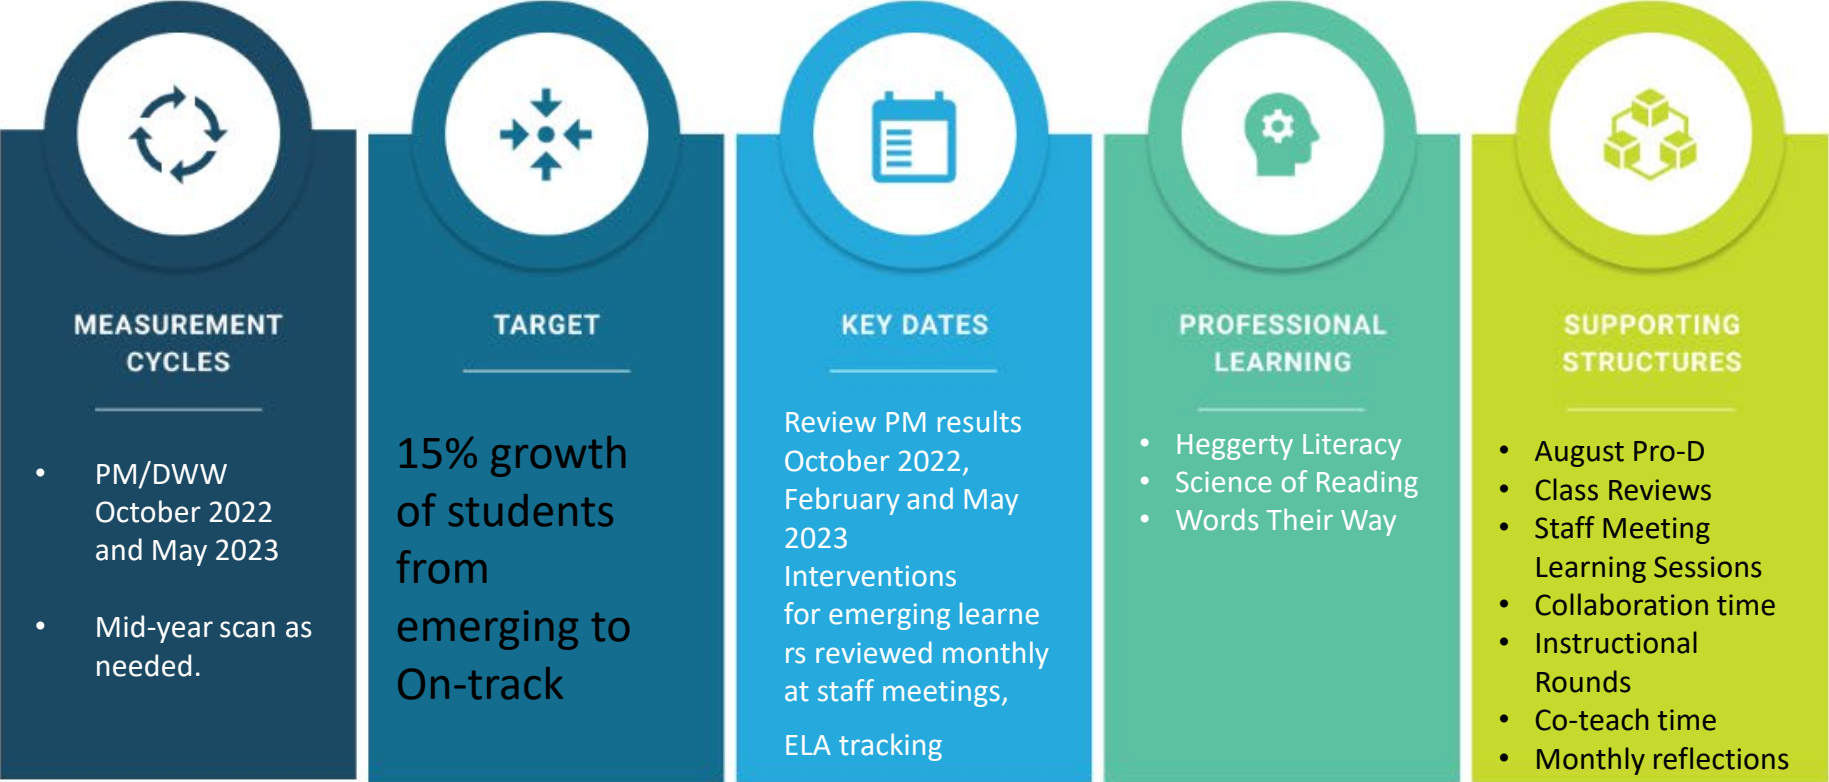 MEASUREMENT
CYCLES
• PM/DWW
October 2022
and May 2023
• Mid-year scan as
needed.
TARGET
15% growth
of students
from
emerging to
On-track
KEY DATES
Review PM results
October 2022,
February and May
2023
Interventions
for emerging learne
rs reviewed monthly
at staff meetings,
ELA tracking
PROFESSIONAL
LEARNING
• Heggerty Literacy
• Science of Reading
• Words Their Way
SUPPORTING
STRUCTURES
• August Pro-D
• Class Reviews
• Staff Meeting
Learning Sessions
• Collaboration time
• Instructional
Rounds
• Co-teach time
• Monthly reflections